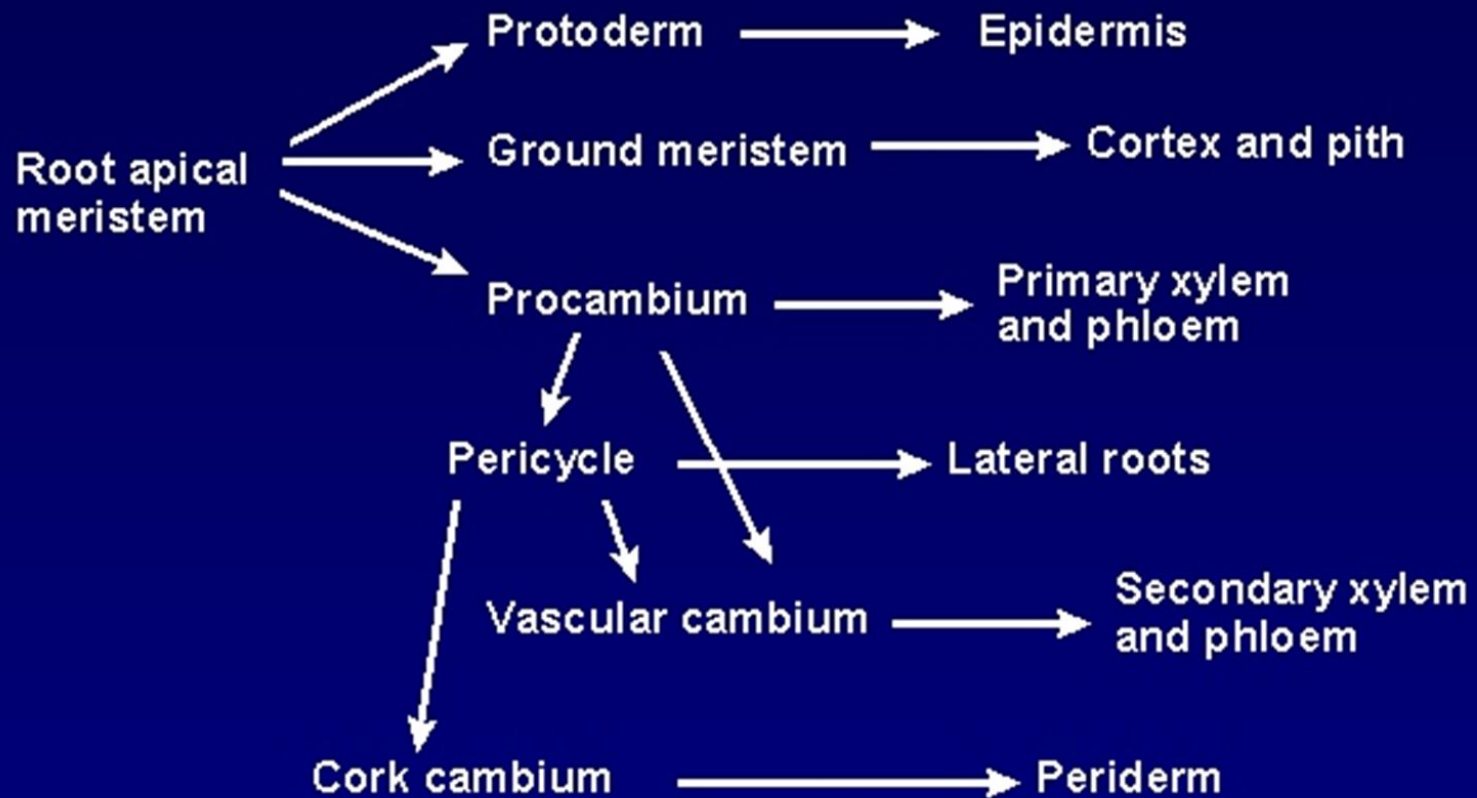 Protoderm
Epidermis
Root apical
meristem
Ground meristem
Cortex and pith
Procambium
Primary xylem
and phloem
Pericycle
Lateral roots
Vascular cambium
Secondary xylem
and phloem
Cork cambium
Periderm